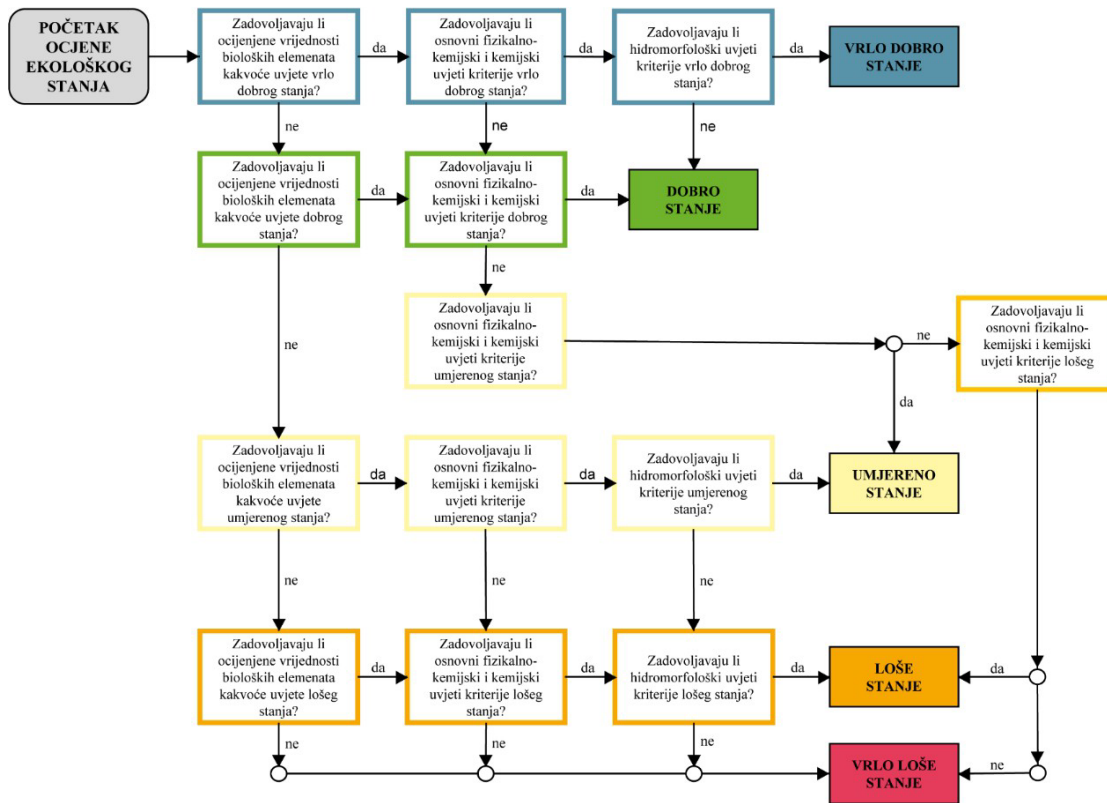 POČETAK
OCJENE
EKOLOŠKOG
STANJA
Zadovoljavaju li
ocijenjene vrijednosti
bioloških elemenata
kakvoće uvjete vrlo
dobrog stanja?
da
Zadovoljavaju li
osnovni fizikalno-
kemijski i kemijski
uvjeti kriterije vrlo
dobrog stanja?
da
Zadovoljavaju li
hidromorfološki uvjeti
kriterije vrlo dobrog
stanja?
da
VRLO DOBRO
STANJE
ne
ne
ne
Zadovoljavaju li
ocijenjene vrijednosti
bioloških elemenata
kakvoće uvjete dobrog
stanja?
da
Zadovoljavaju li
osnovni fizikalno-
kemijski i kemijski
uvjeti kriterije dobrog
stanja?
da
DOBRO
STANJE
ne
ne
Zadovoljavaju li
osnovni fizikalno-
kemijski i kemijski
uvjeti kriterije
umjerenog stanja?
ne
Zadovoljavaju li
osnovni fizikalno-
kemijski i kemijski
uvjeti kriterije lošeg
stanja?
da
Zadovoljavaju li
ocijenjene vrijednosti
bioloških elemenata
kakvoće uvjete
umjerenog stanja?
da
Zadovoljavaju li
osnovni fizikalno-
kemijski i kemijski
uvjeti kriterije
umjerenog stanja?
da
Zadovoljavaju li
hidromorfološki uvjeti
kriterije umjerenog
stanja?
da
UMJERENO
STANJE
ne
ne
ne
Zadovoljavaju li
ocijenjene vrijednosti
bioloških elemenata
kakvoće uvjete lošeg
stanja?
da
Zadovoljavaju li
osnovni fizikalno-
kemijski i kemijski
uvjeti kriterije lošeg
stanja?
da
Zadovoljavaju li
hidromorfološki uvjeti
kriterije lošeg stanja?
da
LOŠE
STANJE
da
ne
ne
ne
VRLO LOŠE
STANJE
ne